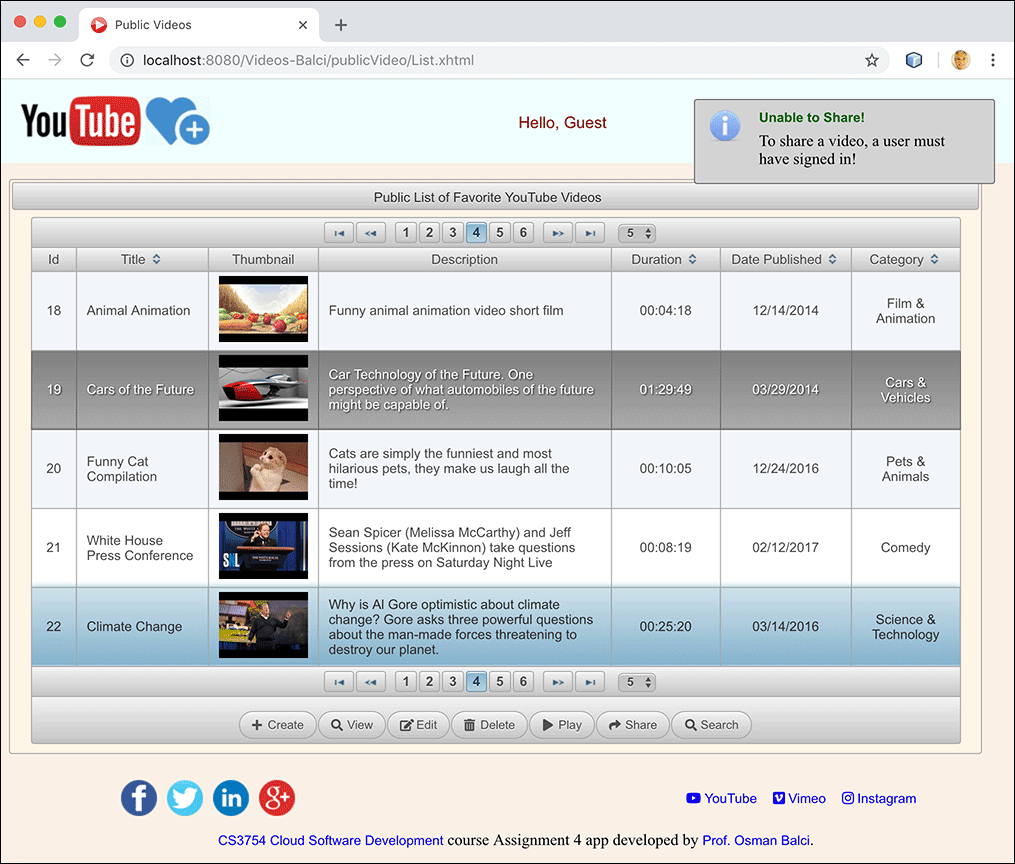 Public Videos
localhost:8080/Videos-Balci/publicVideo/List.xhtml
YouTube
Hello, Guest
Unable to Share!
To share a video, a user must
have signed in!
Public List of Favorite YouTube Videos
1 2 3 4 5 6 5
Id Title Thumbnail Description Duration Date Published Category
18 Animal Animation Funny animal animation video short film 00:04:18 12/14/2014 Film &
Animation
19 Cars of the Future Car Technology of the Future. One
perspective of what automobiles of the future
might be capable of. 01:29:49 03/29/2014 Cars &
Vehicles
20 Funny Cat
Compilation Cats are simply the funniest and most
hilarious pets, they make us laugh all the
time! 00:10:05 12/24/2016 Pets &
Animals
21 White House
Press Conference SNL Sean Spicer (Melissa McCarthy) and Jeff
Sessions (Kate McKinnon) take questions
from the press on Saturday Night Live 00:08:19 02/12/2017 Comedy
22 Climate Change Why is Al Gore optimistic about climate
change? Gore asks three powerful questions
about the man-made forces threatening to
destroy our planet. 00:25:20 03/14/2016 Science &
Technology
1 2 3 4 5 6 5
Create View Edit Delete Play Share Search
f in g+ YouTube Vimeo Instagram
CS3754 Cloud Software Development course Assignment 4 app developed by Prof. Osman Balci.